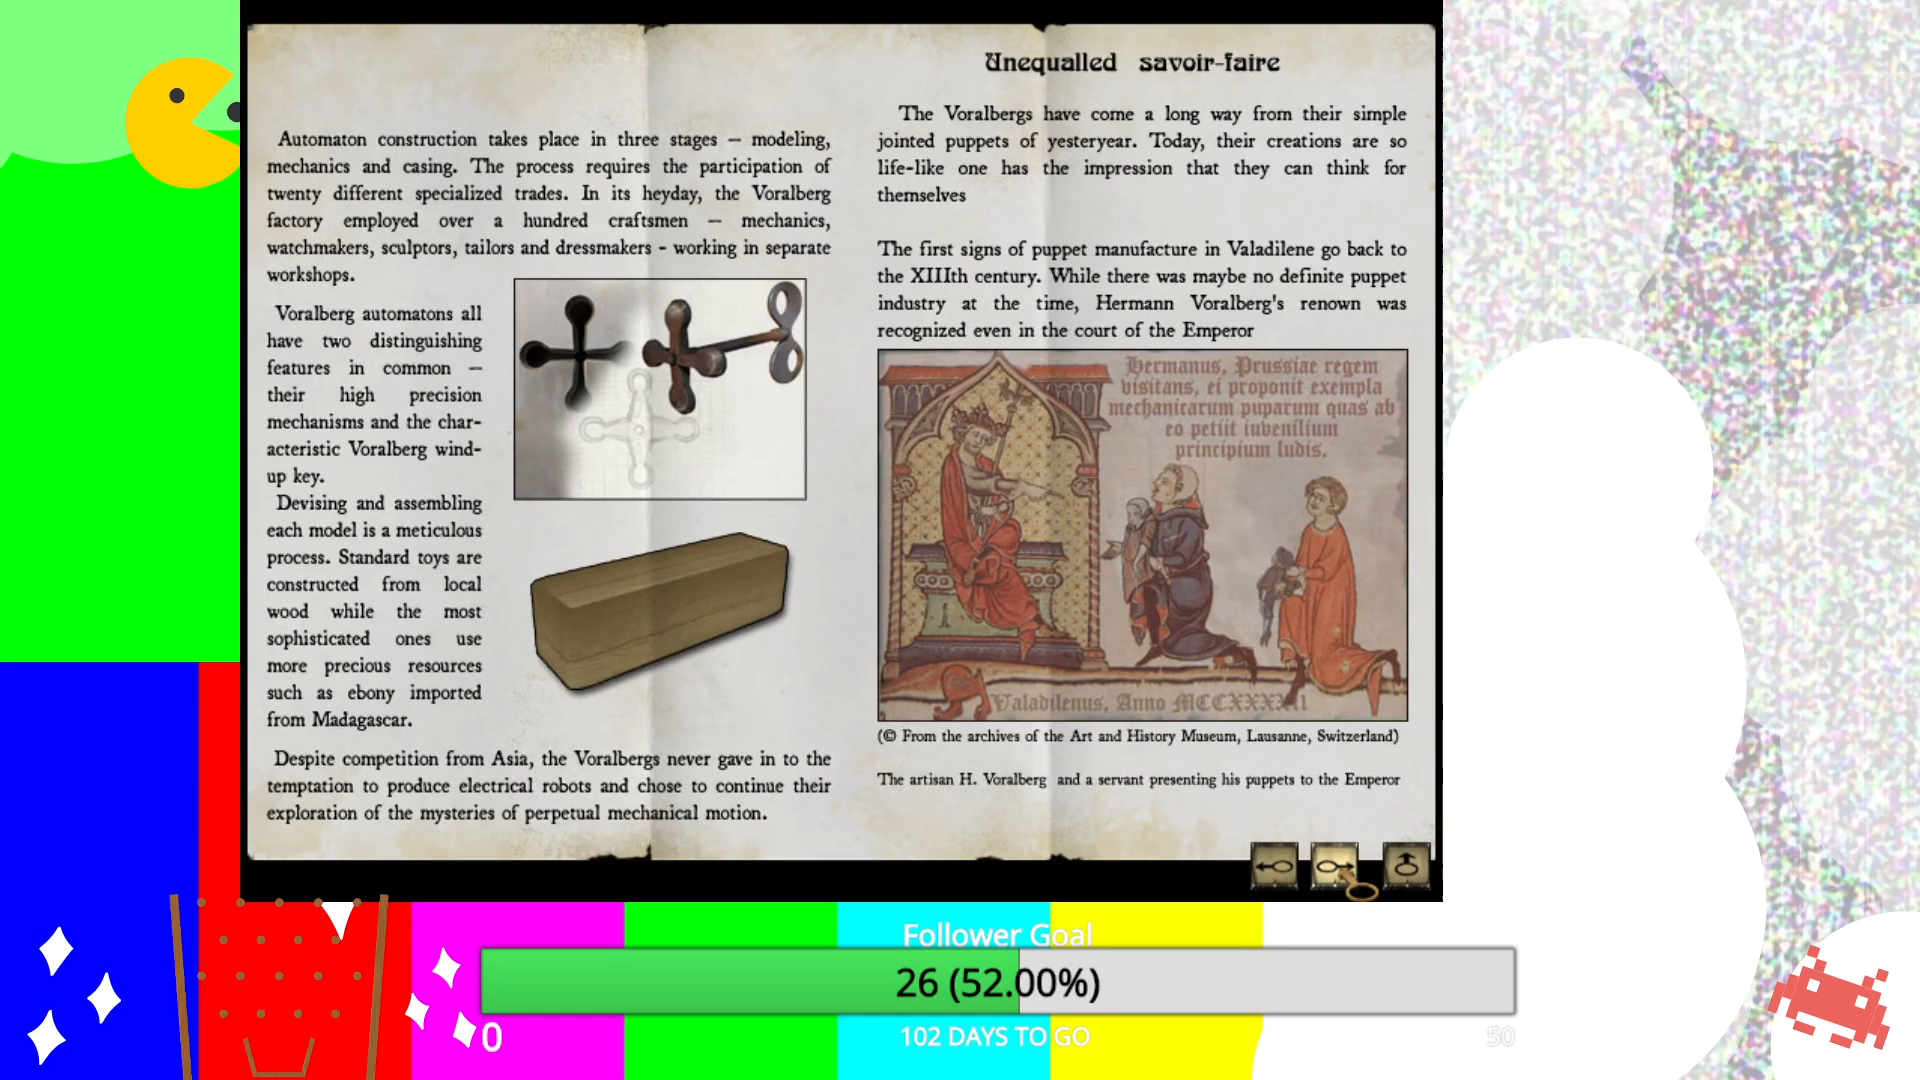 Automaton construction takes place in three stages – modeling,
mechanics and casing. The process requires the participation of
twenty different specialized trades. In its heyday, the Voralberg
factory employed over a hundred craftsmen – mechanics,
watchmakers, sculptors, tailors and dressmakers - working in separate
workshops.
Voralberg automatons all
have two distinguishing
features in common –
their high precision
mechanisms and the char-
acteristic Voralberg wind-
up key.
Devising and assembling
each model is a meticulous
process. Standard toys are
constructed from local
wood while the most
sophisticated ones use
more precious resources
such as ebony imported
from Madagascar.
Despite competition from Asia, the Voralbergs never gave in to the
temptation to produce electrical robots and chose to continue their
exploration of the mysteries of perpetual mechanical motion.
Unequalled savoir-faire
The Voralbergs have come a long way from their simple
jointed puppets of yesteryear. Today, their creations are so
life-like one has the impression that they can think for
themselves
The first signs of puppet manufacture in Valadilene go back to
the XIIIth century. While there was maybe no definite puppet
industry at the time, Hermann Voralberg's renown was
recognized even in the court of the Emperor
Hermanus, Prussiae regem
visitans, ei proponit exempla
mechanicarum puparum quas ab
eo petiit iuvenilium
principium ludis.
Valadilenus, Anno
(© From the archives of the Art and History Museum, Lausanne, Switzerland)
The artisan H. Voralberg and a servant presenting his puppets to the Emperor
Follower Goal
26 (52.00%)
0
102 DAYS TO GO
50